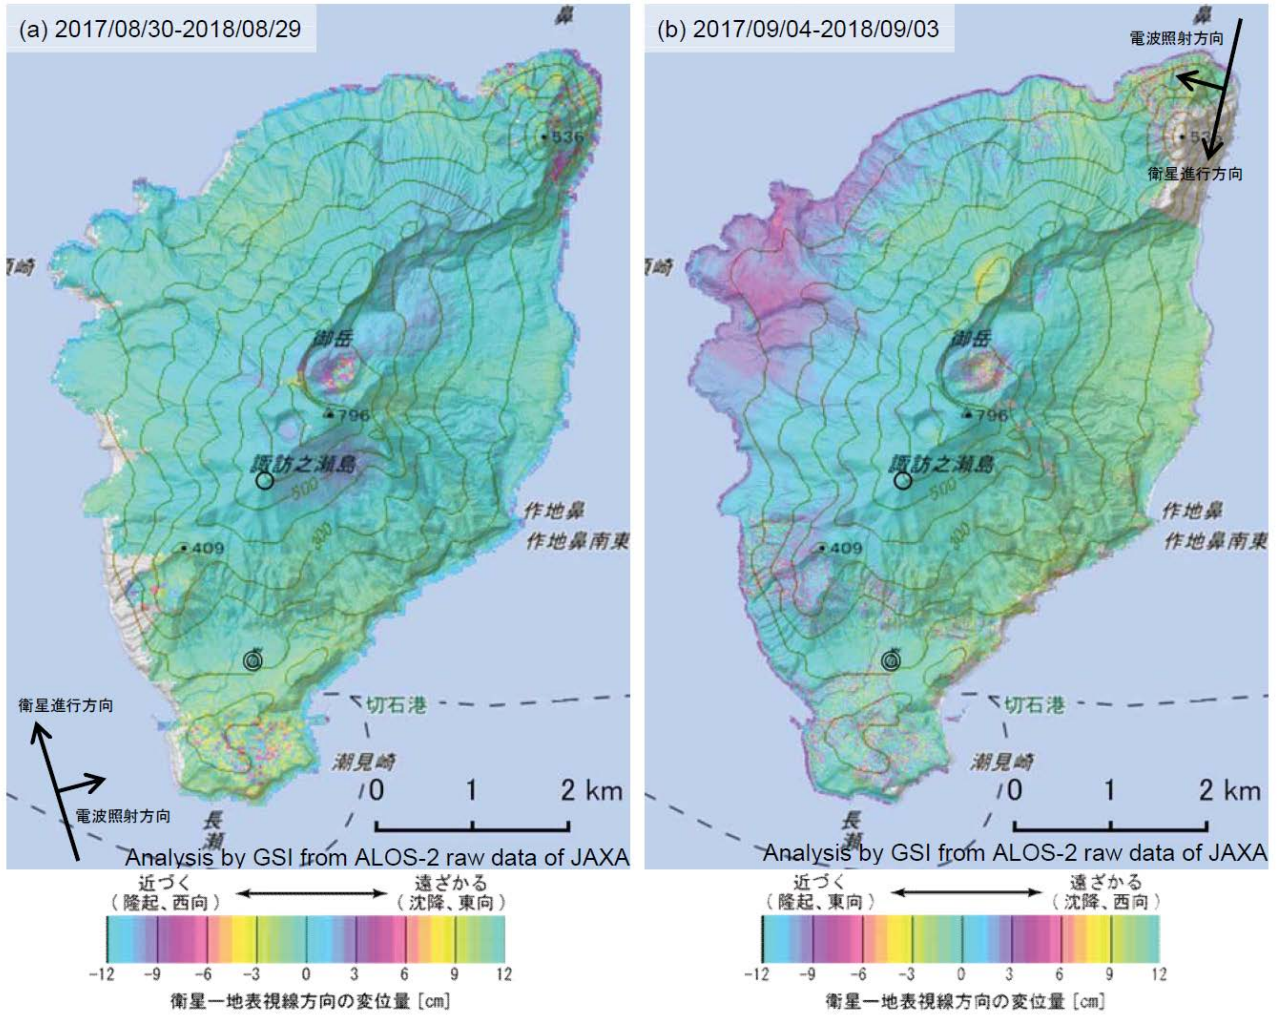 (a) 2017/08/30-2018/08/29
鼻
536
崎
御岳
796
諏訪之瀬島
500
作地鼻
作地鼻南東
300
409
切石港
潮見崎
長瀬
衛星進行方向
電波照射方向
0 1 2 km
Analysis by GSI from ALOS-2 raw data of JAXA
近づく
(隆起、西向)
遠ざかる
(沈降、東向)
-12 -9 -6 -3 0 3 6 9 12
衛星―地表視線方向の変位量 [cm]
(b) 2017/09/04-2018/09/03
鼻
電波照射方向
衛星進行方向
崎
御岳
796
諏訪之瀬島
500
作地鼻
作地鼻南東
300
409
切石港
潮見崎
長瀬
0 1 2 km
Analysis by GSI from ALOS-2 raw data of JAXA
近づく
(隆起、東向)
遠ざかる
(沈降、西向)
-12 -9 -6 -3 0 3 6 9 12
衛星―地表視線方向の変位量 [cm]